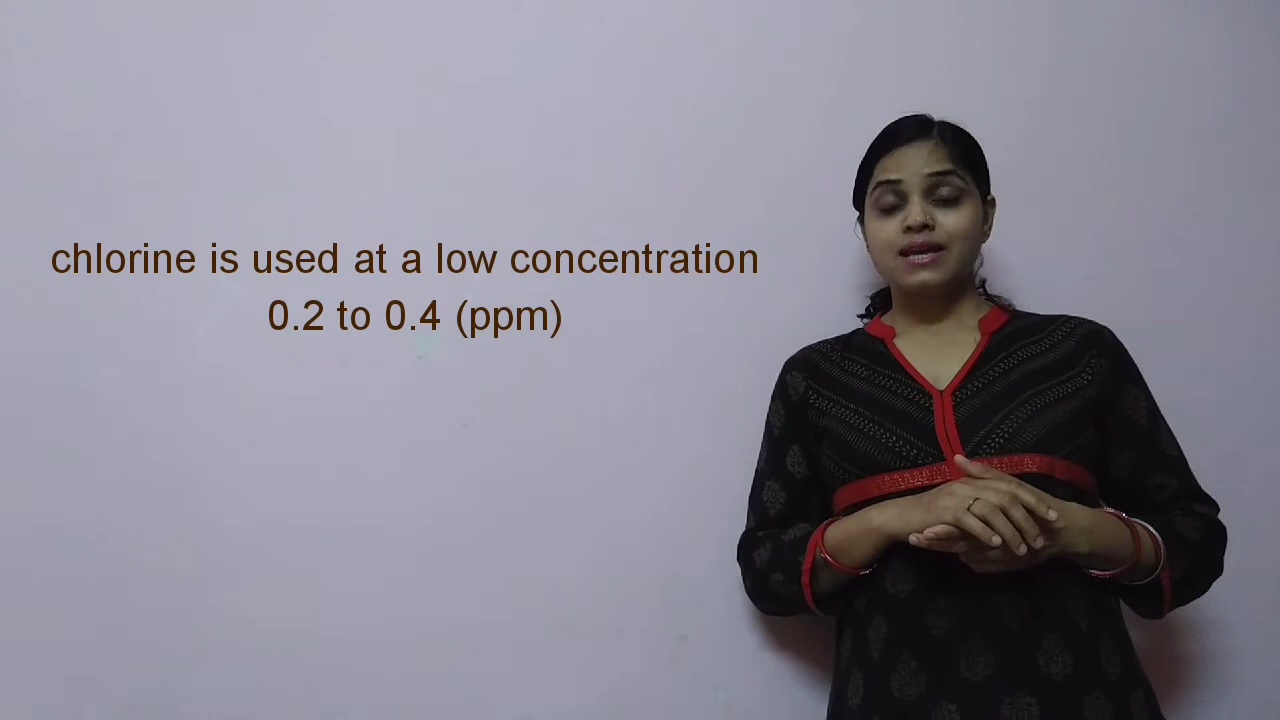 chlorine is used at a low concentration
0.2 to 0.4 (ppm)